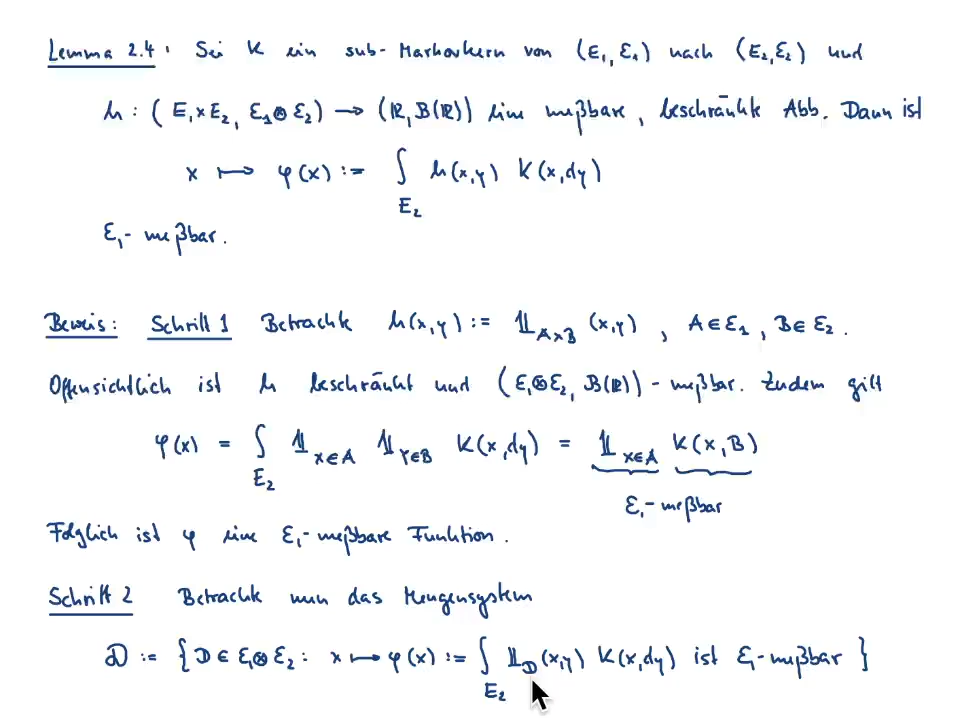 Lemma 2.4: Sei K ein sub-Markovkern von (E₁, ℰ₁) nach (E₂, ℰ₂) und
h : (E₁×E₂, ℰ₁⊗ℰ₂) → (ℝ, B(ℝ)) eine meßbare, beschränkte Abb. Dann ist
x ↦ φ(x) := ∫_{E₂} h(x,y) K(x,dy)
ℰ₁-meßbar.
Beweis: Schritt 1 Betrachte h(x,y) := 𝟙_{A×B} (x,y), A∈ℰ₁, B∈ℰ₂.
Offensichtlich ist h beschränkt und (ℰ₁⊗ℰ₂, B(ℝ))-meßbar. Zudem gilt
φ(x) = ∫_{E₂} 𝟙_{x∈A} 𝟙_{Y∈B} K(x,dy) = 𝟙_{x∈A} K(x,B)
ℰ₁-meßbar
Folglich ist φ eine ℰ₁-meßbare Funktion.
Schritt 2 Betrachte nun das Mengensystem
𝒟 := {D ∈ ℰ₁⊗ℰ₂ : x ↦ φ(x) := ∫_{E₂} 𝟙_D (x,y) K(x,dy) ist ℰ₁-meßbar}